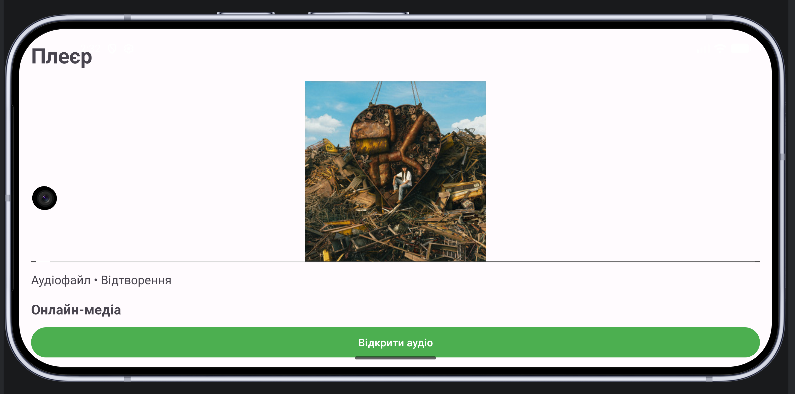 Плеєр
Аудіофайл • Відтворення
Онлайн-медіа
Відкрити аудіо